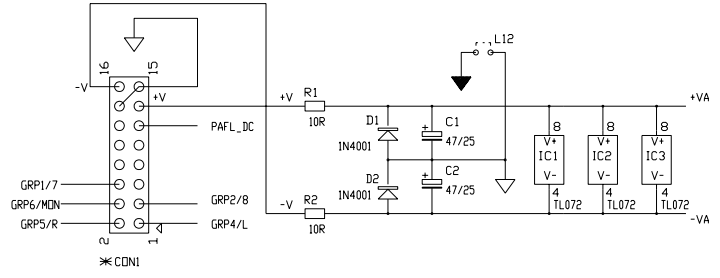 16
15
-V
+V
PAFL_DC
GRP1/7
GRP6/MON
GRP5/R
GRP2/8
GRP4/L
2
1
* CON1
+V
R1
10R
-V
R2
10R
D1
1N4001
D2
1N4001
+
C1
47/25
+
C2
47/25
L12
8
V+
IC1
V-
4
TL072
8
V+
IC2
V-
4
TL072
8
V+
IC3
V-
4
TL072
+VA
-VA